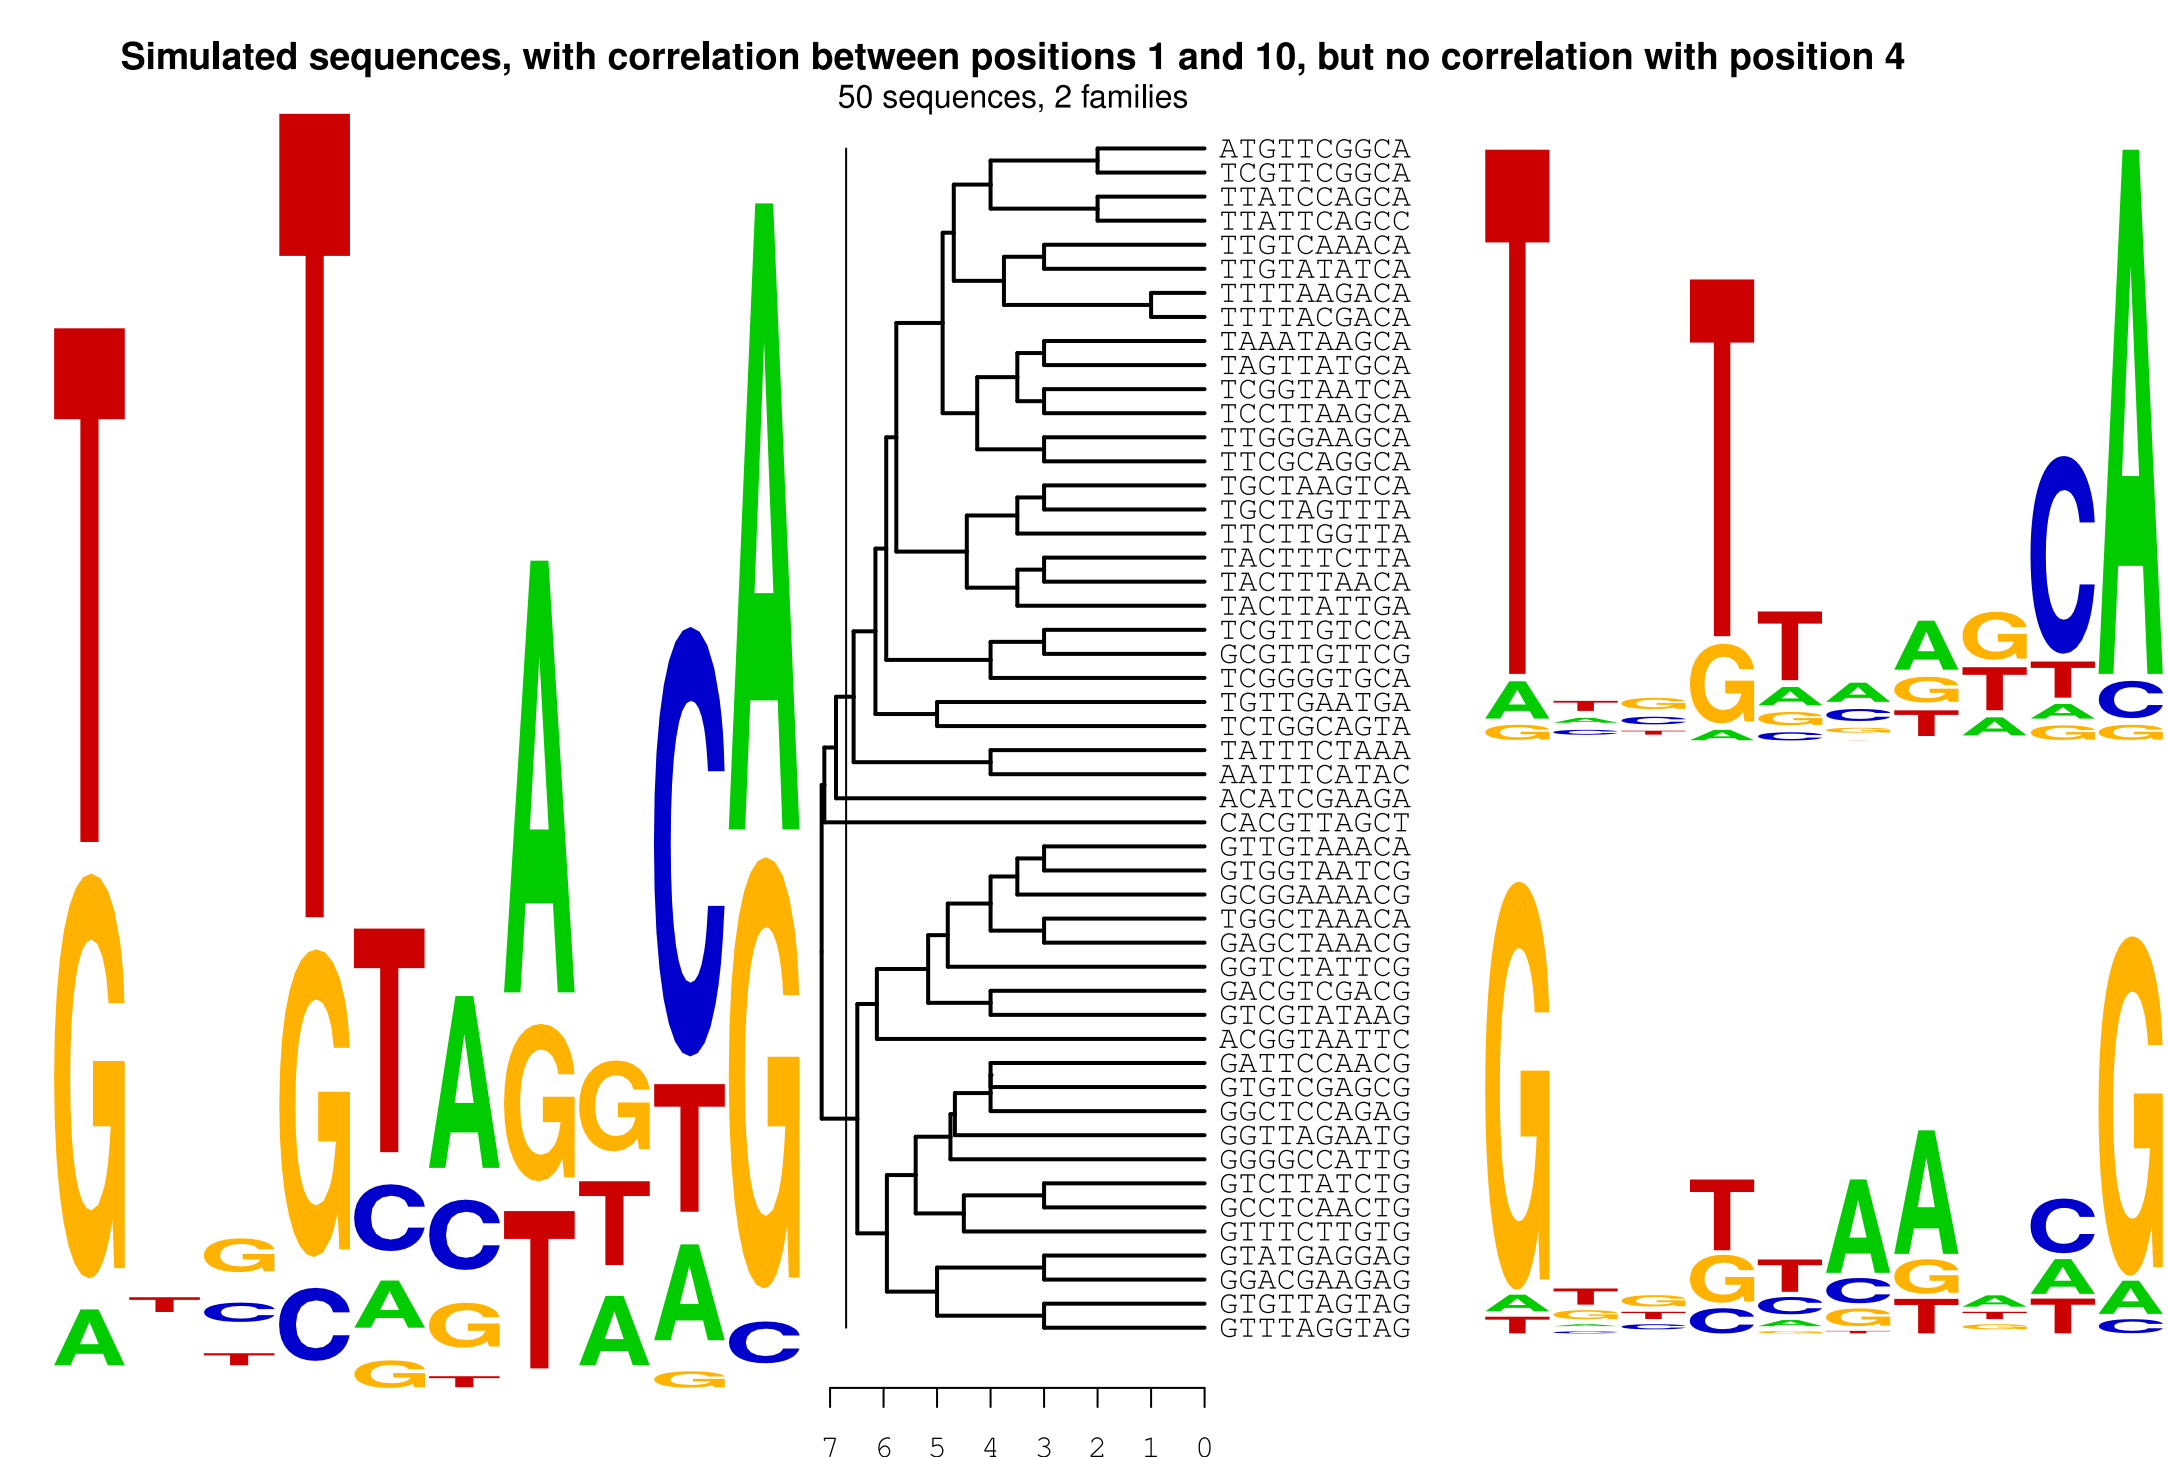 Simulated sequences, with correlation between positions 1 and 10, but no correlation with position 4
50 sequences, 2 families
ATGTTCGGCA
TCGTTCGGCA
TTATCCAGCA
TTATTCAGCC
TTGTCAAACA
TTGTATATCA
TTTTAAGACA
TTTTACGACA
TAAATAAGCA
TAGTTATGCA
TCGGTAATCA
TCCTTAAGCA
TTGGGAAGCA
TTCGCAGGCA
TGCTAAGTCA
TGCTAGTTTA
TTCTTGGTTA
TACTTTCTTA
TACTTTAACA
TACTTATTGA
TCGTTGTCCA
GCGTTGTTCG
TCGGGGTGCA
TGTTGAATGA
TCTGGCAGTA
TATTTCTAAA
AATTTCATAC
ACATCGAAGA
CACGTTAGCT
GTTGTAAACA
GTGGTAATCG
GCGGAAAACG
TGGCTAAACA
GAGCTAAACG
GGTCTATTCG
GACGTCGACG
GTCGTATAAG
ACGGTAATTC
GATTCCAACG
GTGTCGAGCG
GGCTCCAGAG
GGTTAGAATG
GGGGCCATTG
GTCTTATCTG
GCCTCAACTG
GTTTCTTGTG
GTATGAGGAG
GGACGAAGAG
GTGTTAGTAG
GTTTAGGTAG
7 6 5 4 3 2 1 0